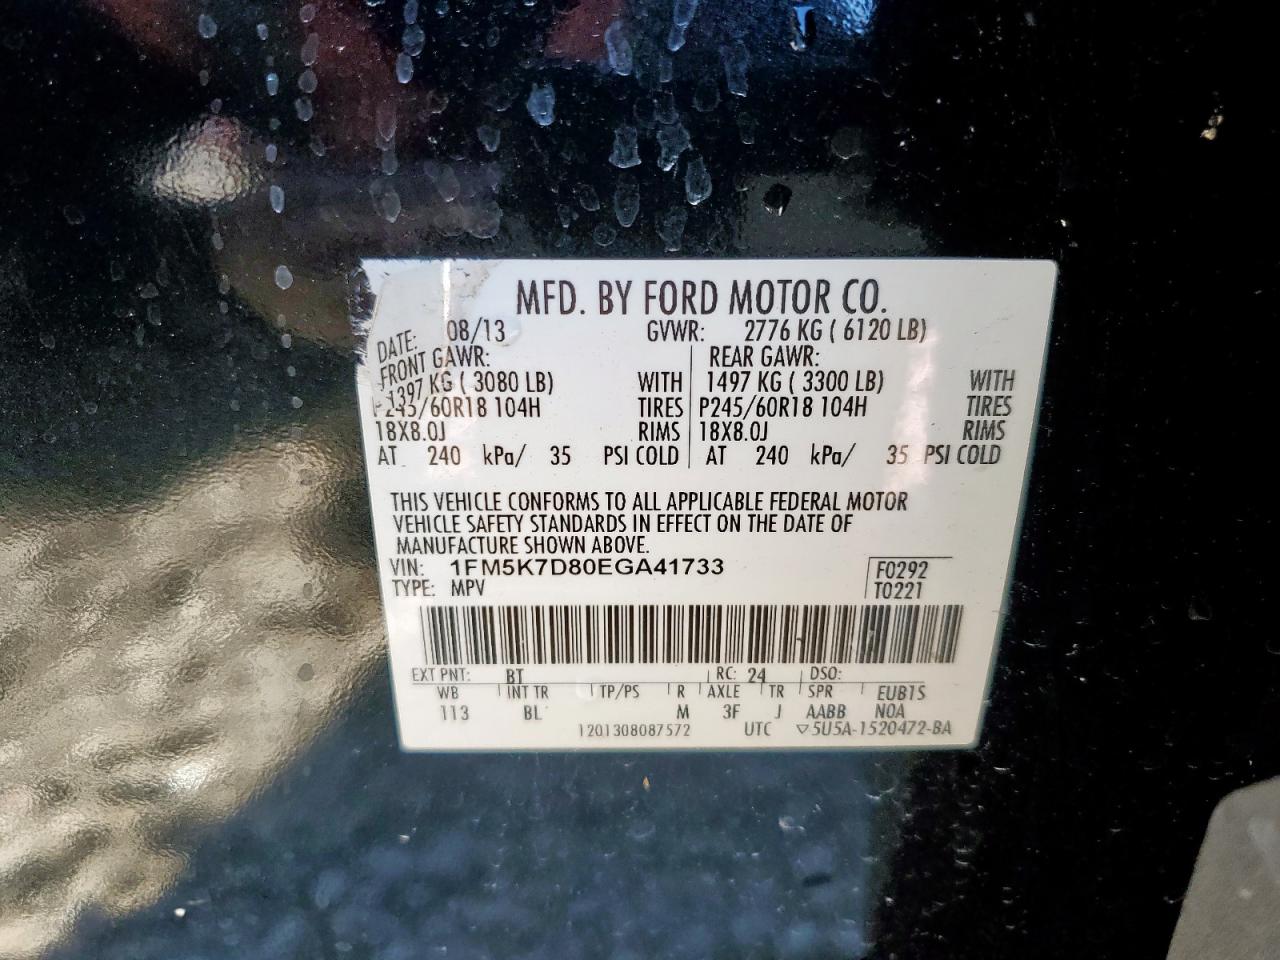 MFD. BY FORD MOTOR CO.
DATE: 08/13 GVWR: 2776 KG ( 6120 LB)
FRONT GAWR: REAR GAWR:
1397 KG ( 3080 LB) WITH 1497 KG ( 3300 LB) WITH
P245/60R18 104H TIRES P245/60R18 104H TIRES
18X8.0J RIMS 18X8.0J RIMS
AT 240 kPa/ 35 PSI COLD AT 240 kPa/ 35 PSI COLD
THIS VEHICLE CONFORMS TO ALL APPLICABLE FEDERAL MOTOR
VEHICLE SAFETY STANDARDS IN EFFECT ON THE DATE OF
MANUFACTURE SHOWN ABOVE.
VIN: 1FM5K7D80EGA41733 F0292
TYPE: MPV T0221
EXT PNT: BT RC: 24 DSO:
WB INT TR TP/PS R AXLE TR SPR EUB1S
113 BL M 3F J AABB N0A
1201308087572 UTC ▽5U5A-1520472-BA